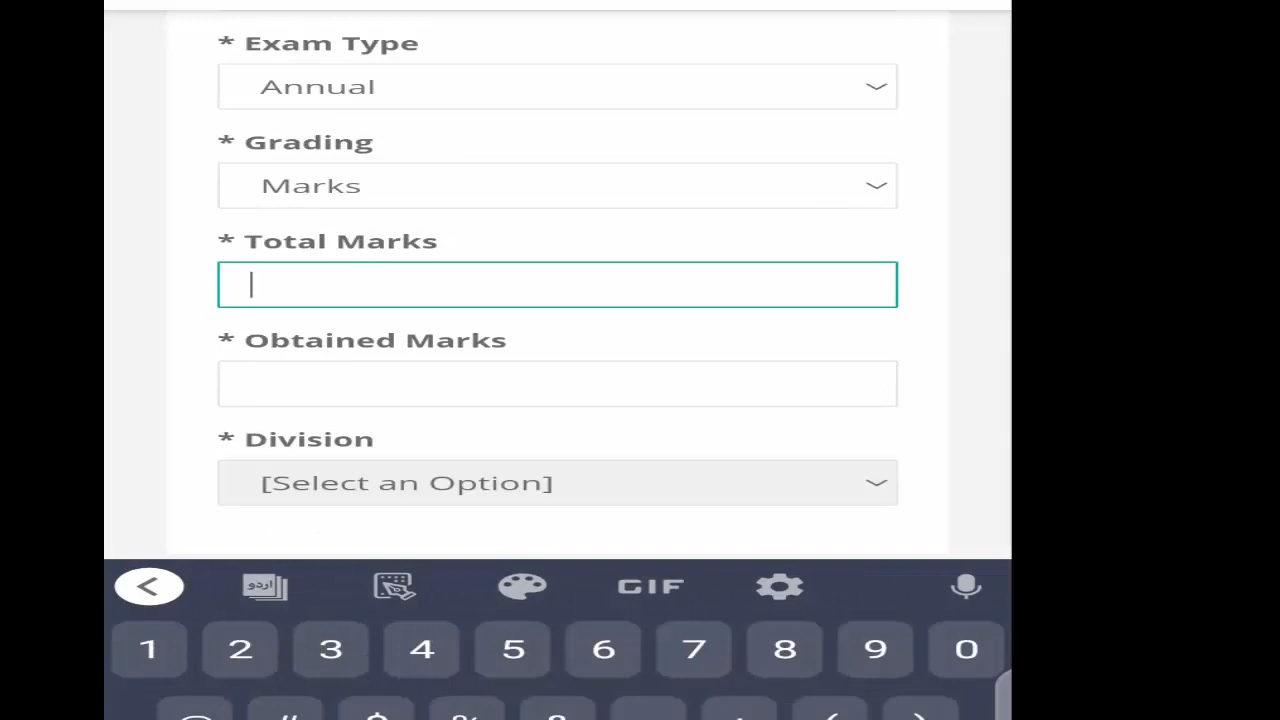 * Exam Type
Annual
* Grading
Marks
* Total Marks
* Obtained Marks
* Division
[Select an Option]
اردو GIF
1 2 3 4 5 6 7 8 9 0